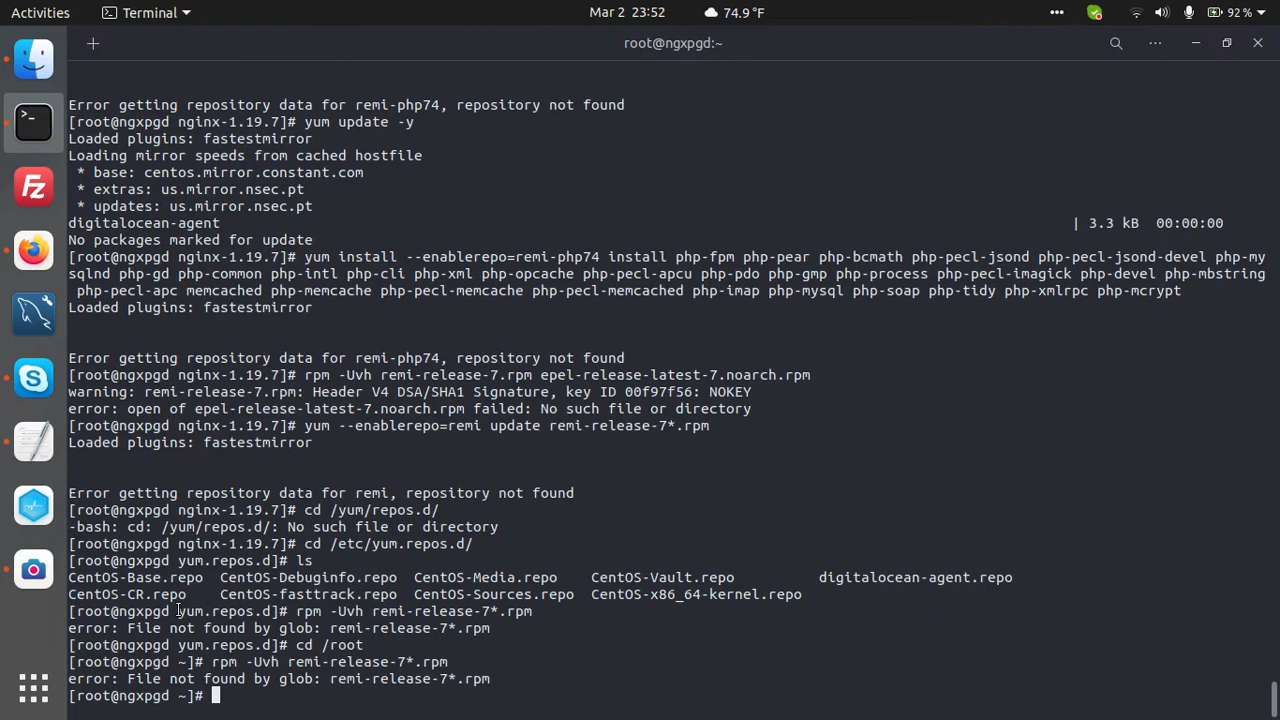 Activities
Terminal
Mar 2 23:52
74.9 °F
92 %
root@ngxpgd:~
Error getting repository data for remi-php74, repository not found
[root@ngxpgd nginx-1.19.7]# yum update -y
Loaded plugins: fastestmirror
Loading mirror speeds from cached hostfile
* base: centos.mirror.constant.com
* extras: us.mirror.nsec.pt
* updates: us.mirror.nsec.pt
digitalocean-agent | 3.3 kB 00:00:00
No packages marked for update
[root@ngxpgd nginx-1.19.7]# yum install --enablerepo=remi-php74 install php-fpm php-pear php-bcmath php-pecl-jsond php-pecl-jsond-devel php-my
sqlnd php-gd php-common php-intl php-cli php-xml php-opcache php-pecl-apcu php-pdo php-gmp php-process php-pecl-imagick php-devel php-mbstring
php-pecl-apc memcached php-memcache php-pecl-memcache php-pecl-memcached php-imap php-mysql php-soap php-tidy php-xmlrpc php-mcrypt
Loaded plugins: fastestmirror
Error getting repository data for remi-php74, repository not found
[root@ngxpgd nginx-1.19.7]# rpm -Uvh remi-release-7.rpm epel-release-latest-7.noarch.rpm
warning: remi-release-7.rpm: Header V4 DSA/SHA1 Signature, key ID 00f97f56: NOKEY
error: open of epel-release-latest-7.noarch.rpm failed: No such file or directory
[root@ngxpgd nginx-1.19.7]# yum --enablerepo=remi update remi-release-7*.rpm
Loaded plugins: fastestmirror
Error getting repository data for remi, repository not found
[root@ngxpgd nginx-1.19.7]# cd /yum/repos.d/
-bash: cd: /yum/repos.d/: No such file or directory
[root@ngxpgd nginx-1.19.7]# cd /etc/yum.repos.d/
[root@ngxpgd yum.repos.d]# ls
CentOS-Base.repo CentOS-Debuginfo.repo CentOS-Media.repo CentOS-Vault.repo digitalocean-agent.repo
CentOS-CR.repo CentOS-fasttrack.repo CentOS-Sources.repo CentOS-x86_64-kernel.repo
[root@ngxpgd yum.repos.d]# rpm -Uvh remi-release-7*.rpm
error: File not found by glob: remi-release-7*.rpm
[root@ngxpgd yum.repos.d]# cd /root
[root@ngxpgd ~]# rpm -Uvh remi-release-7*.rpm
error: File not found by glob: remi-release-7*.rpm
[root@ngxpgd ~]#